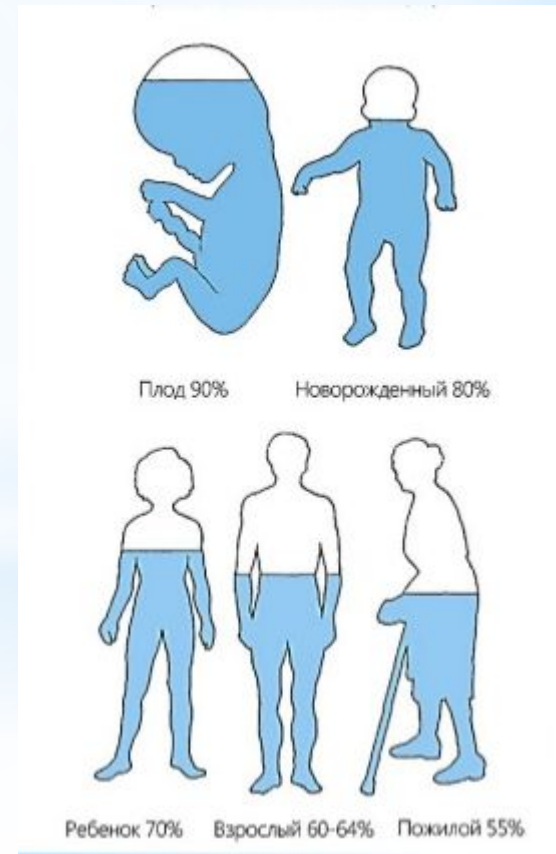 Плод 90%
Новорожденный 80%
Ребенок 70%
Взрослый 60-64%
Пожилой 55%